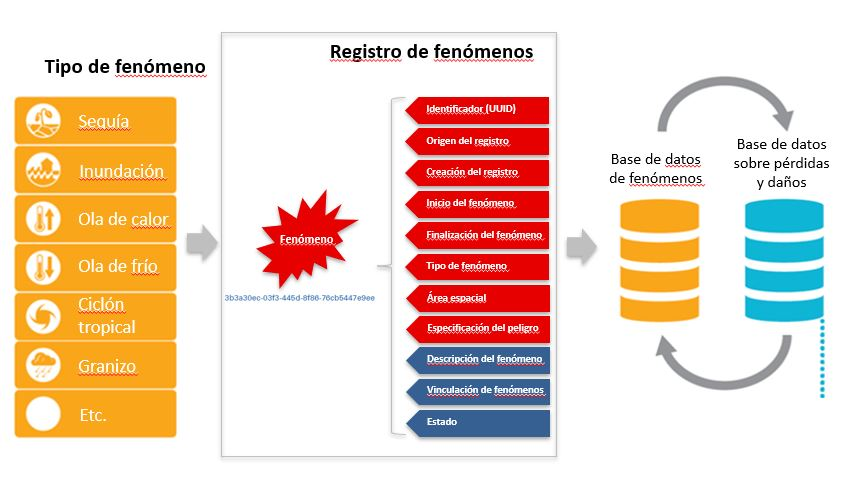 Tipo de fenómeno
Sequía
Inundación
Ola de calor
Ola de frío
Ciclón
tropical
Granizo
Etc.
Registro de fenómenos
Fenómeno
3b3a30ec-03f3-445d-8f86-76cb5447e9ee
Identificador (UUID)
Origen del registro
Creación del registro
Inicio del fenómeno
Finalización del fenómeno
Tipo de fenómeno
Área espacial
Especificación del peligro
Descripción del fenómeno
Vinculación de fenómenos
Estado
Base de datos
de fenómenos
Base de datos
sobre pérdidas
y daños